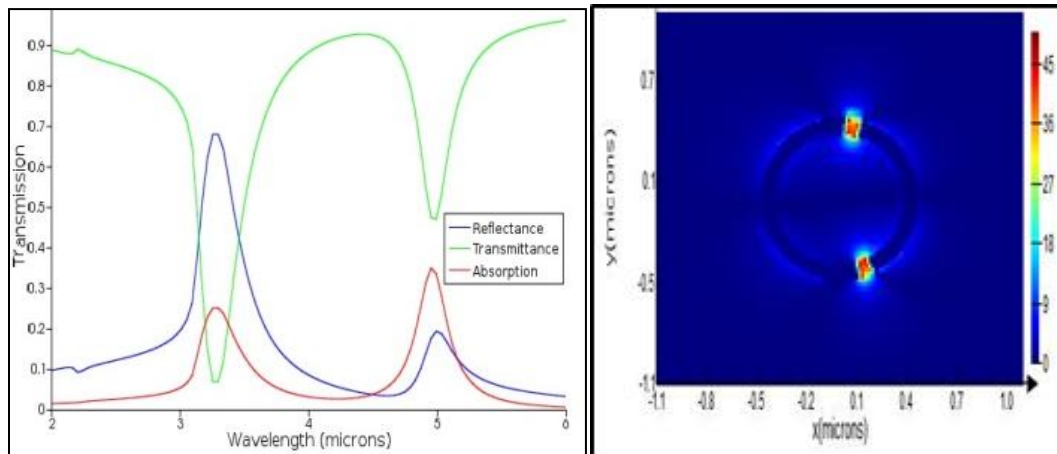 0.9
0.8
0.7
0.6
0.5
0.4
0.3
0.2
0.1
0
Transmission
Reflectance
Transmittance
Absorption
2 3 4 5 6
Wavelength (microns)
0.7
0.1
-0.5
-1.1
y(microns)
-1.1 -0.8 -0.5 -0.2 0.1 0.4 0.7 1.0
x(microns)
45
36
27
18
9
0